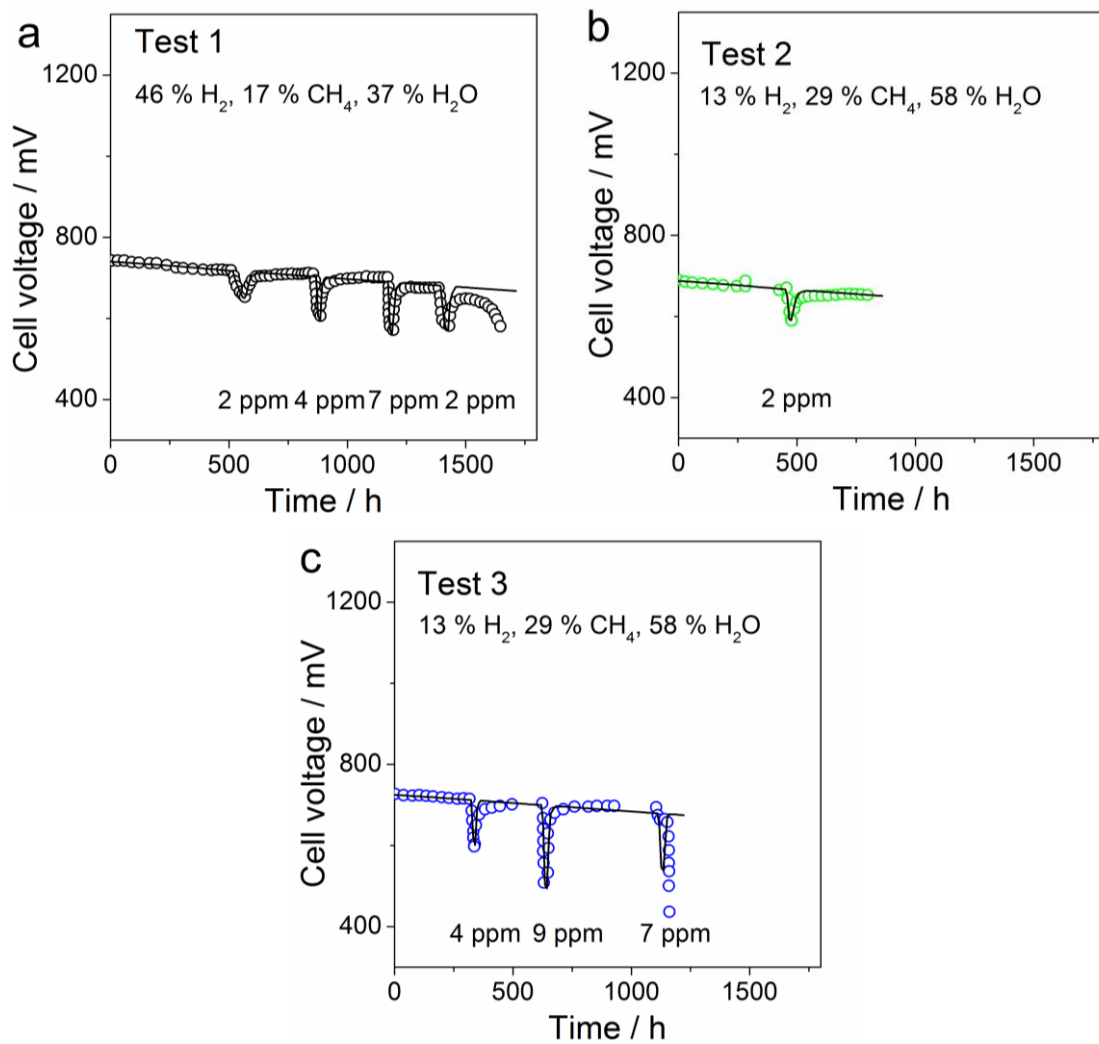 a
Test 1
46 % H₂, 17 % CH₄, 37 % H₂O
1200
800
400
Cell voltage / mV
2 ppm 4 ppm 7 ppm 2 ppm
0 500 1000 1500
Time / h
b
Test 2
13 % H₂, 29 % CH₄, 58 % H₂O
1200
800
400
Cell voltage / mV
2 ppm
0 500 1000 1500
Time / h
c
Test 3
13 % H₂, 29 % CH₄, 58 % H₂O
1200
800
400
Cell voltage / mV
4 ppm 9 ppm 7 ppm
0 500 1000 1500
Time / h